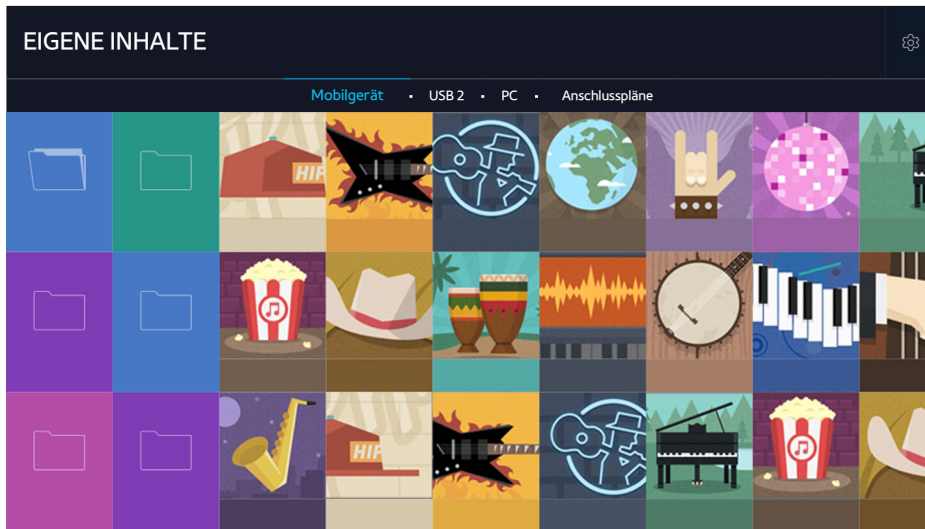 EIGENE INHALTE
Mobilgerät • USB 2 • PC • Anschlusspläne
HIP
HIP